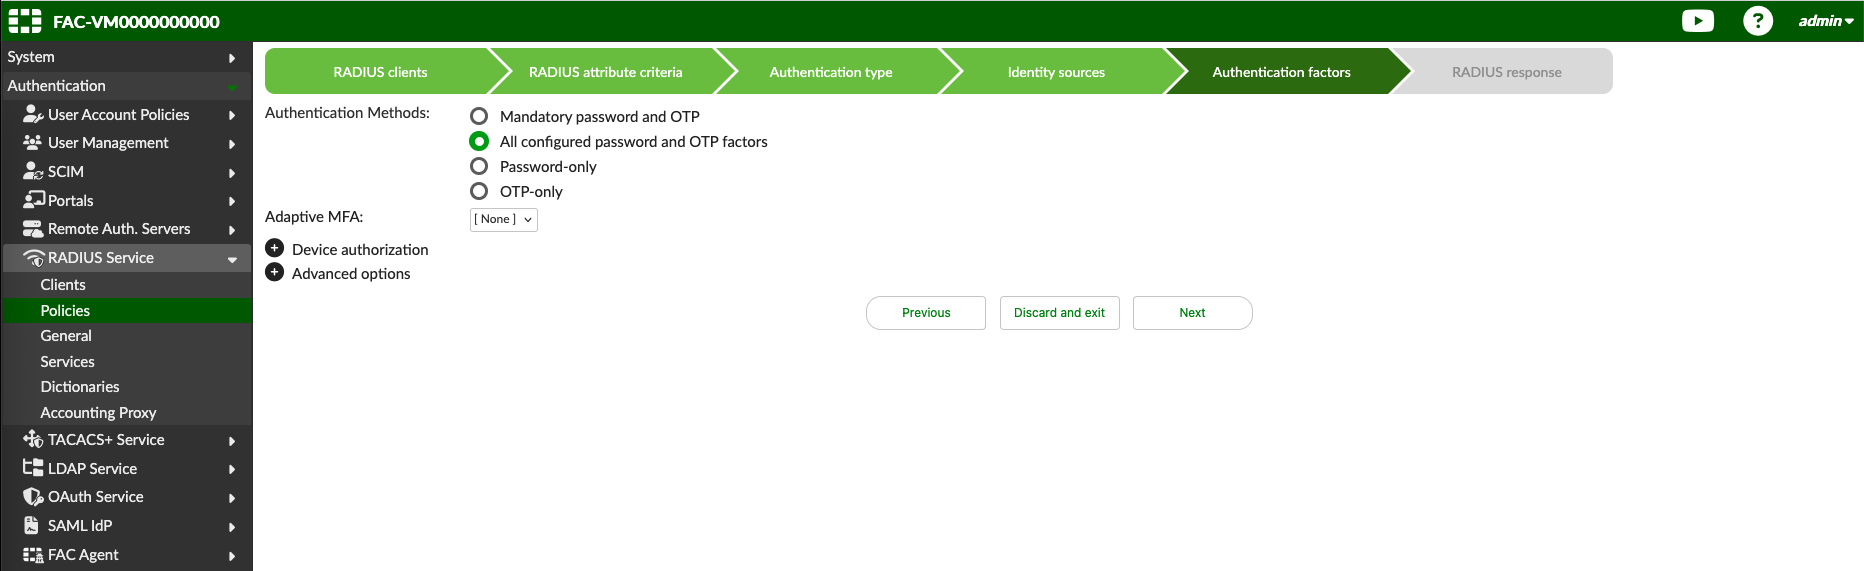 FAC-VM0000000000
admin
System
Authentication
User Account Policies
User Management
SCIM
Portals
Remote Auth. Servers
RADIUS Service
Clients
Policies
General
Services
Dictionaries
Accounting Proxy
TACACS+ Service
LDAP Service
OAuth Service
SAML IdP
FAC Agent
RADIUS clients
RADIUS attribute criteria
Authentication type
Identity sources
Authentication factors
RADIUS response
Authentication Methods:
Mandatory password and OTP
All configured password and OTP factors
Password-only
OTP-only
Adaptive MFA:
[ None ]
Device authorization
Advanced options
Previous
Discard and exit
Next